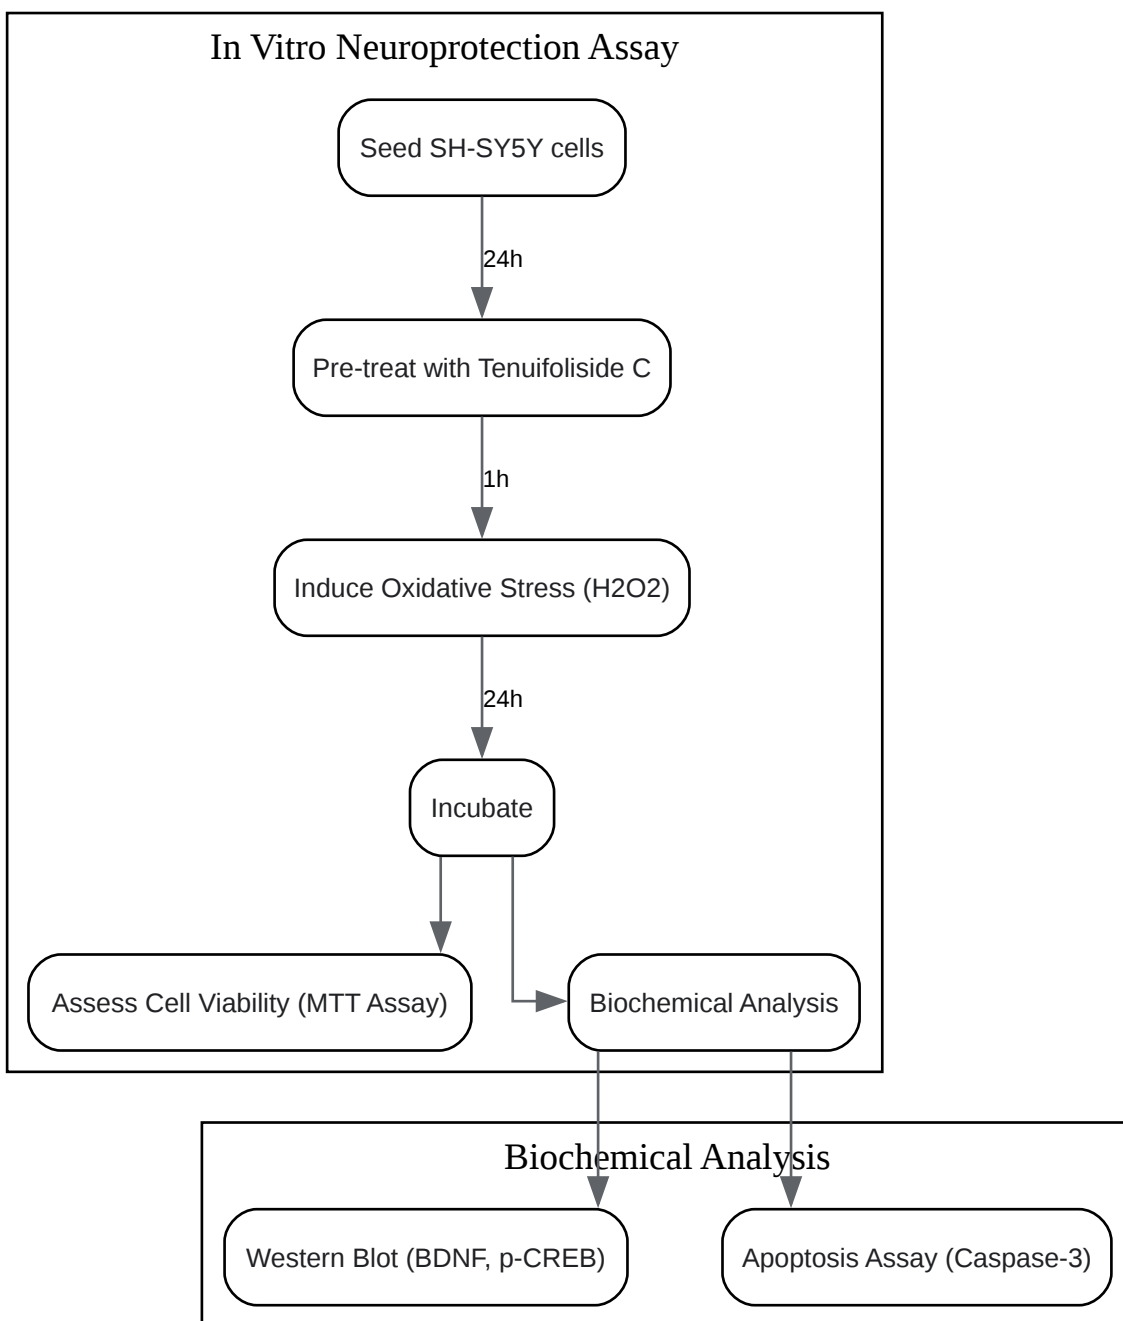 In Vitro Neuroprotection Assay
Seed SH-SY5Y cells
24h
Pre-treat with Tenuifoliside C
1h
Induce Oxidative Stress (H2O2)
24h
Incubate
Assess Cell Viability (MTT Assay)
Biochemical Analysis
Biochemical Analysis
Western Blot (BDNF, p-CREB)
Apoptosis Assay (Caspase-3)